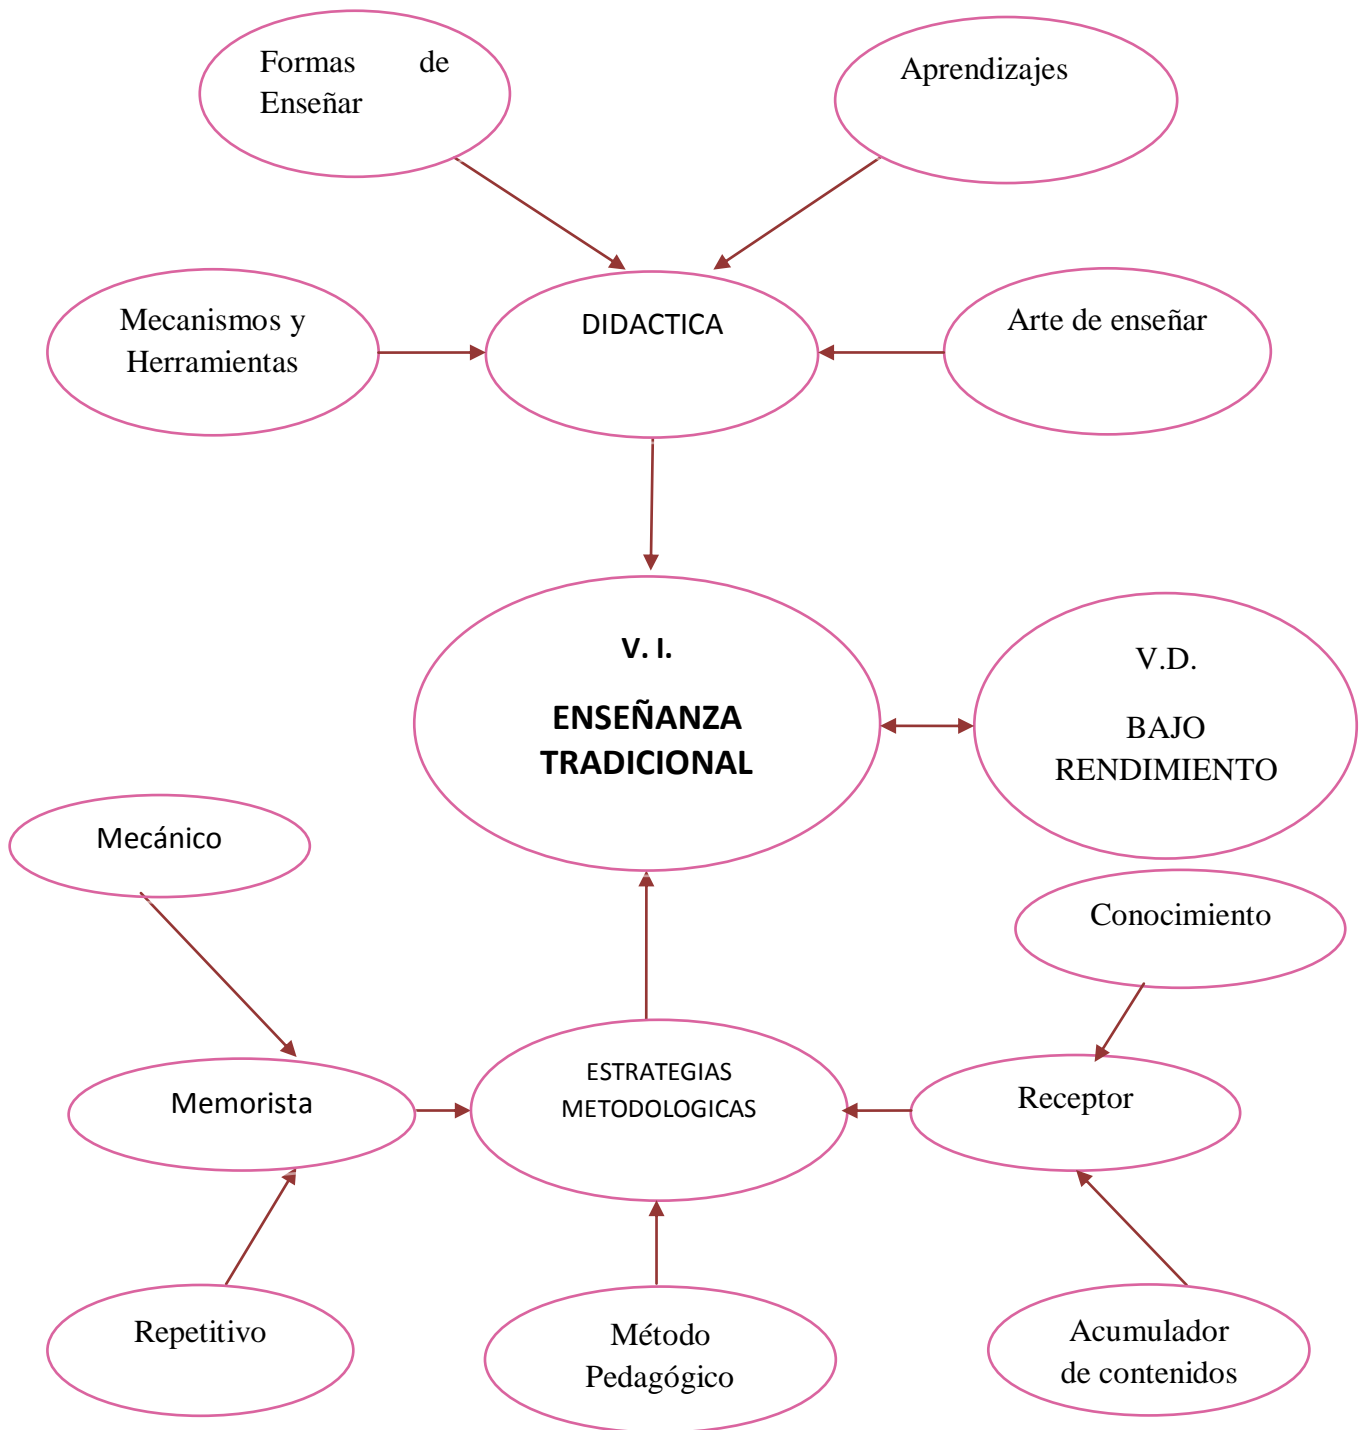 Formas de
Enseñar
Aprendizajes
Mecanismos y
Herramientas
DIDACTICA
Arte de enseñar
V. I.
ENSEÑANZA
TRADICIONAL
V.D.
BAJO
RENDIMIENTO
Mecánico
Conocimiento
Memorista
ESTRATEGIAS
METODOLOGICAS
Receptor
Repetitivo
Método
Pedagógico
Acumulador
de contenidos